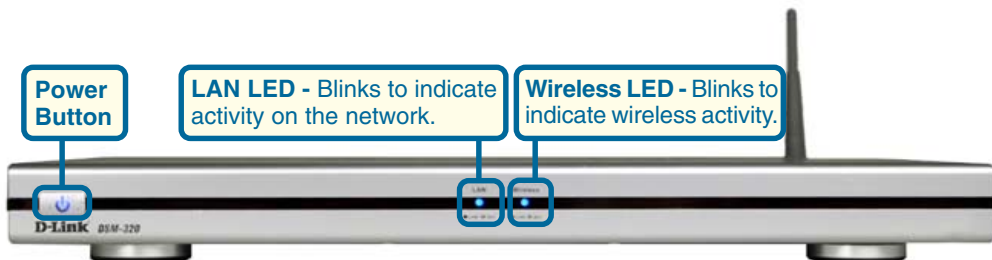 Power
Button
LAN LED - Blinks to indicate
activity on the network.
Wireless LED - Blinks to
indicate wireless activity.
LAN
Wireless
D-Link DSM-320